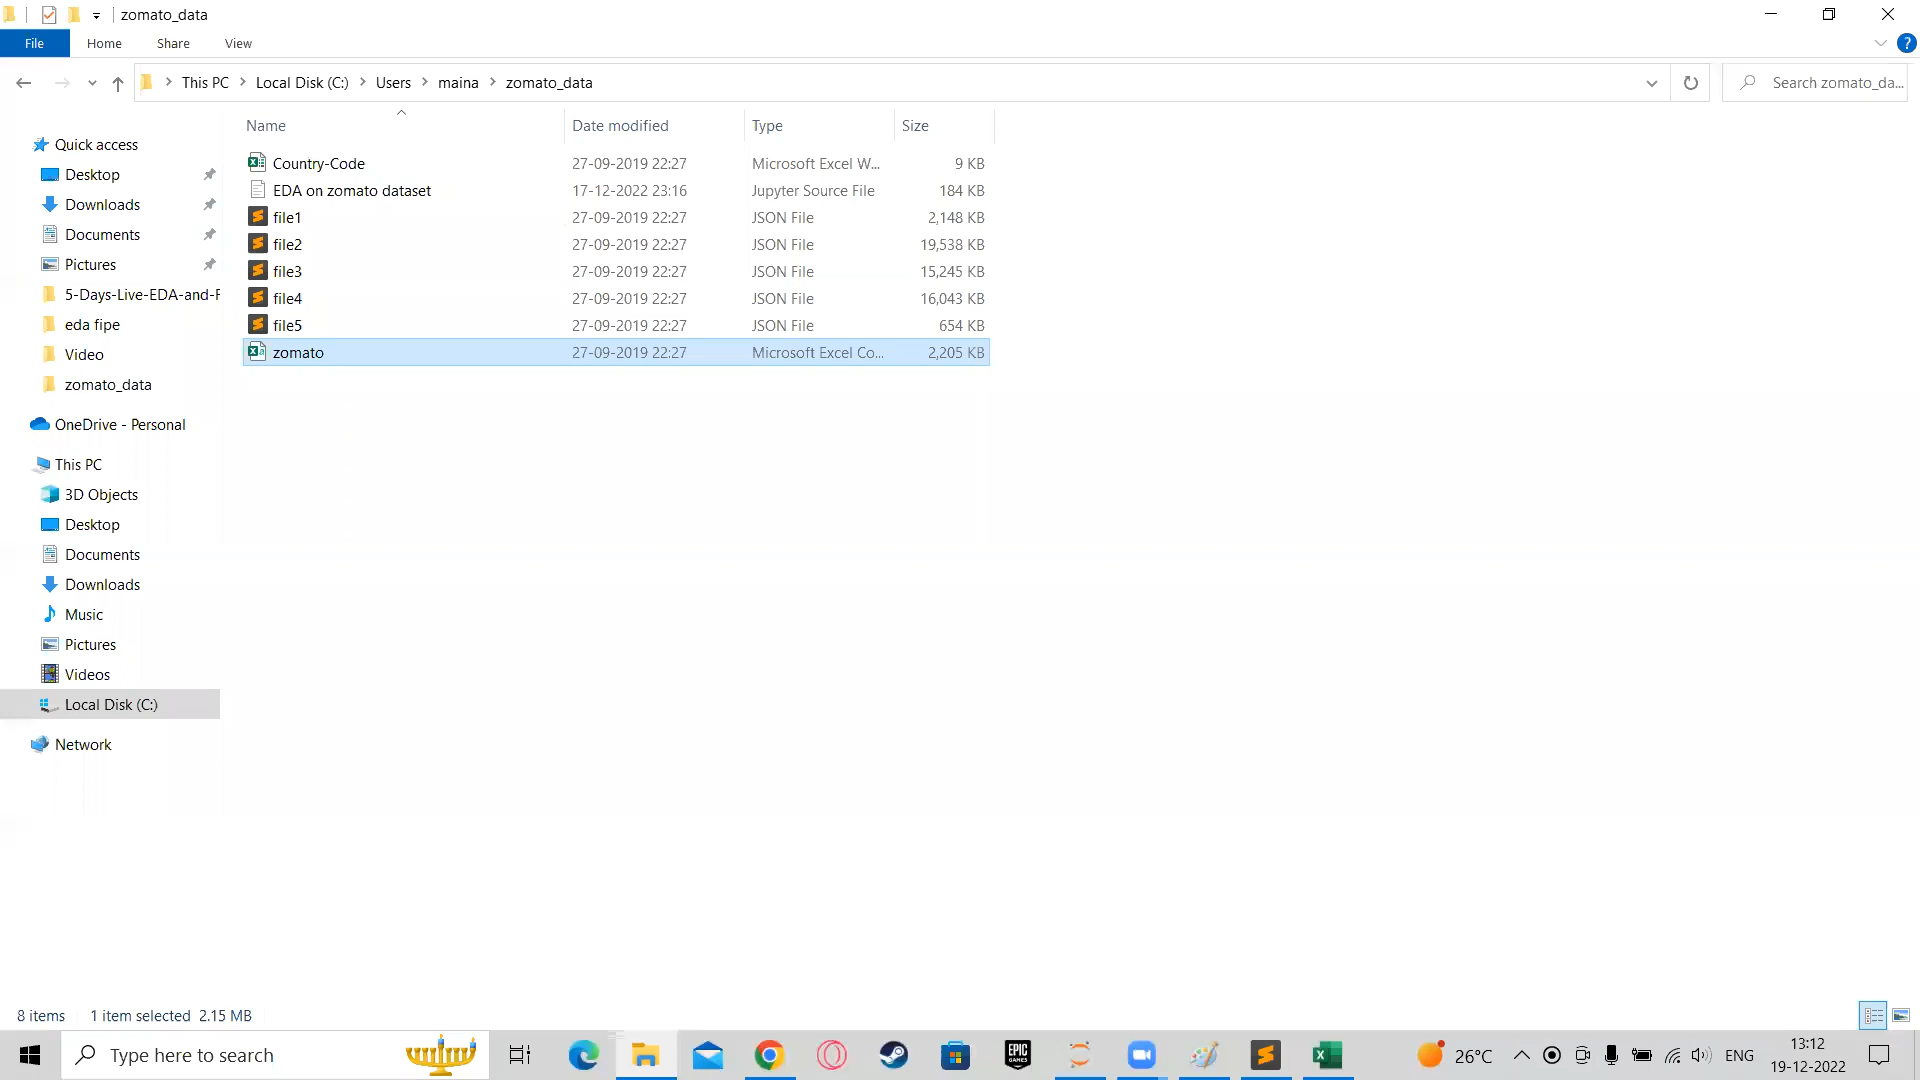 zomato_data
File Home Share View
This PC Local Disk (C:) Users maina zomato_data
Search zomato_da...
Name Date modified Type Size
Quick access
Desktop
Downloads
Documents
Pictures
5-Days-Live-EDA-and-F
eda fipe
Video
zomato_data
OneDrive - Personal
This PC
3D Objects
Desktop
Documents
Downloads
Music
Pictures
Videos
Local Disk (C:)
Network
Country-Code 27-09-2019 22:27 Microsoft Excel W... 9 KB
EDA on zomato dataset 17-12-2022 23:16 Jupyter Source File 184 KB
file1 27-09-2019 22:27 JSON File 2,148 KB
file2 27-09-2019 22:27 JSON File 19,538 KB
file3 27-09-2019 22:27 JSON File 15,245 KB
file4 27-09-2019 22:27 JSON File 16,043 KB
file5 27-09-2019 22:27 JSON File 654 KB
zomato 27-09-2019 22:27 Microsoft Excel Co... 2,205 KB
8 items 1 item selected 2.15 MB
Type here to search
EPIC
GAMES
26°C
ENG
13:12
19-12-2022